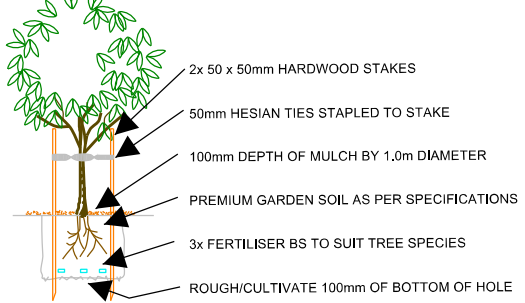 2x 50 x 50mm HARDWOOD STAKES
50mm HESIAN TIES STAPLED TO STAKE
100mm DEPTH OF MULCH BY 1.0m DIAMETER
PREMIUM GARDEN SOIL AS PER SPECIFICATIONS
3x FERTILISER BS TO SUIT TREE SPECIES
ROUGH/CULTIVATE 100mm OF BOTTOM OF HOLE